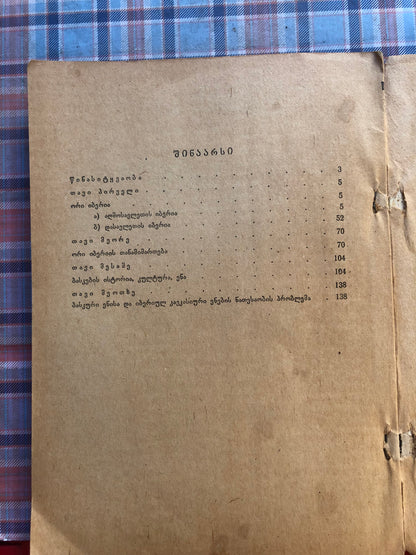 შინაარსი
წინასიტყვაობა . . . . . . . 3
თავი პირველი . . . . . . . 5
ორი იბერია . . . . . . . 5
ა) აღმოსავლეთის იბერია . . . . . . 52
ბ) დასავლეთის იბერია . . . . . . 70
თავი მეორე . . . . . . . 70
ორი იბერიის თანამიმართება . . . . . . 104
თავი მესამე . . . . . . . 104
ბასკების ისტორია, კულტურა, ენა . . . . . 138
თავი მეოთხე . . . . . . . 138
ბასკური ენისა და იბერიულ კავკასიური ენების ნათესაობის პრობლემა .